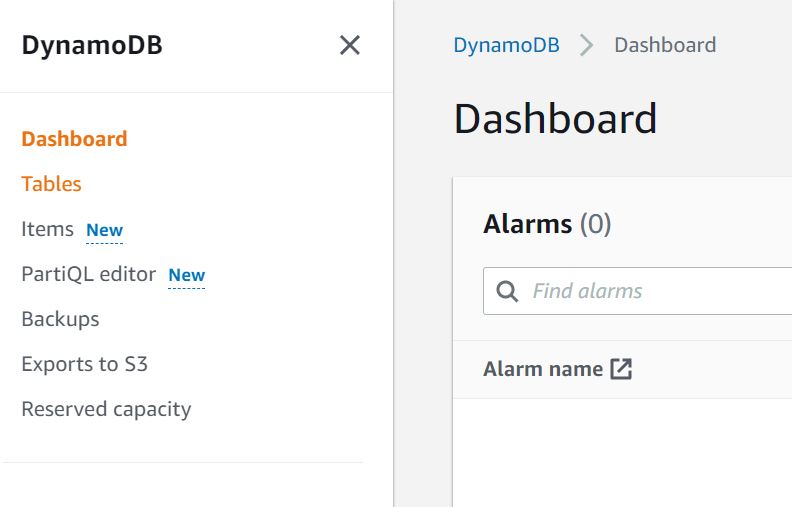 DynamoDB
Dashboard
Tables
Items New
PartiQL editor New
Backups
Exports to S3
Reserved capacity
DynamoDB Dashboard
Dashboard
Alarms (0)
Find alarms
Alarm name